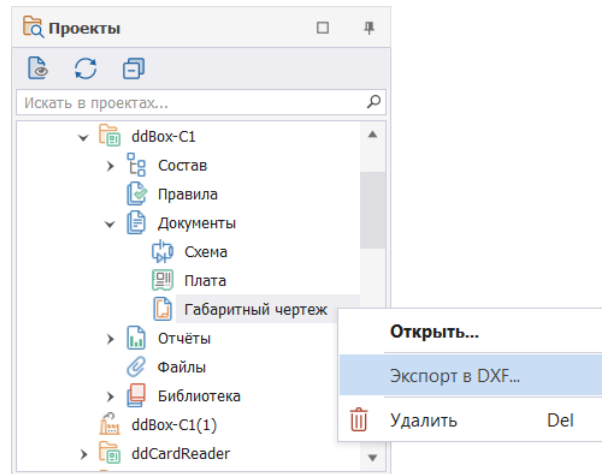 Проекты
Искать в проектах...
ddBox-C1
Состав
Правила
Документы
Схема
Плата
Габаритный чертеж
Открыть...
Отчёты
Экспорт в DXF...
Файлы
Библиотека
Удалить Del
ddBox-C1(1)
ddCardReader